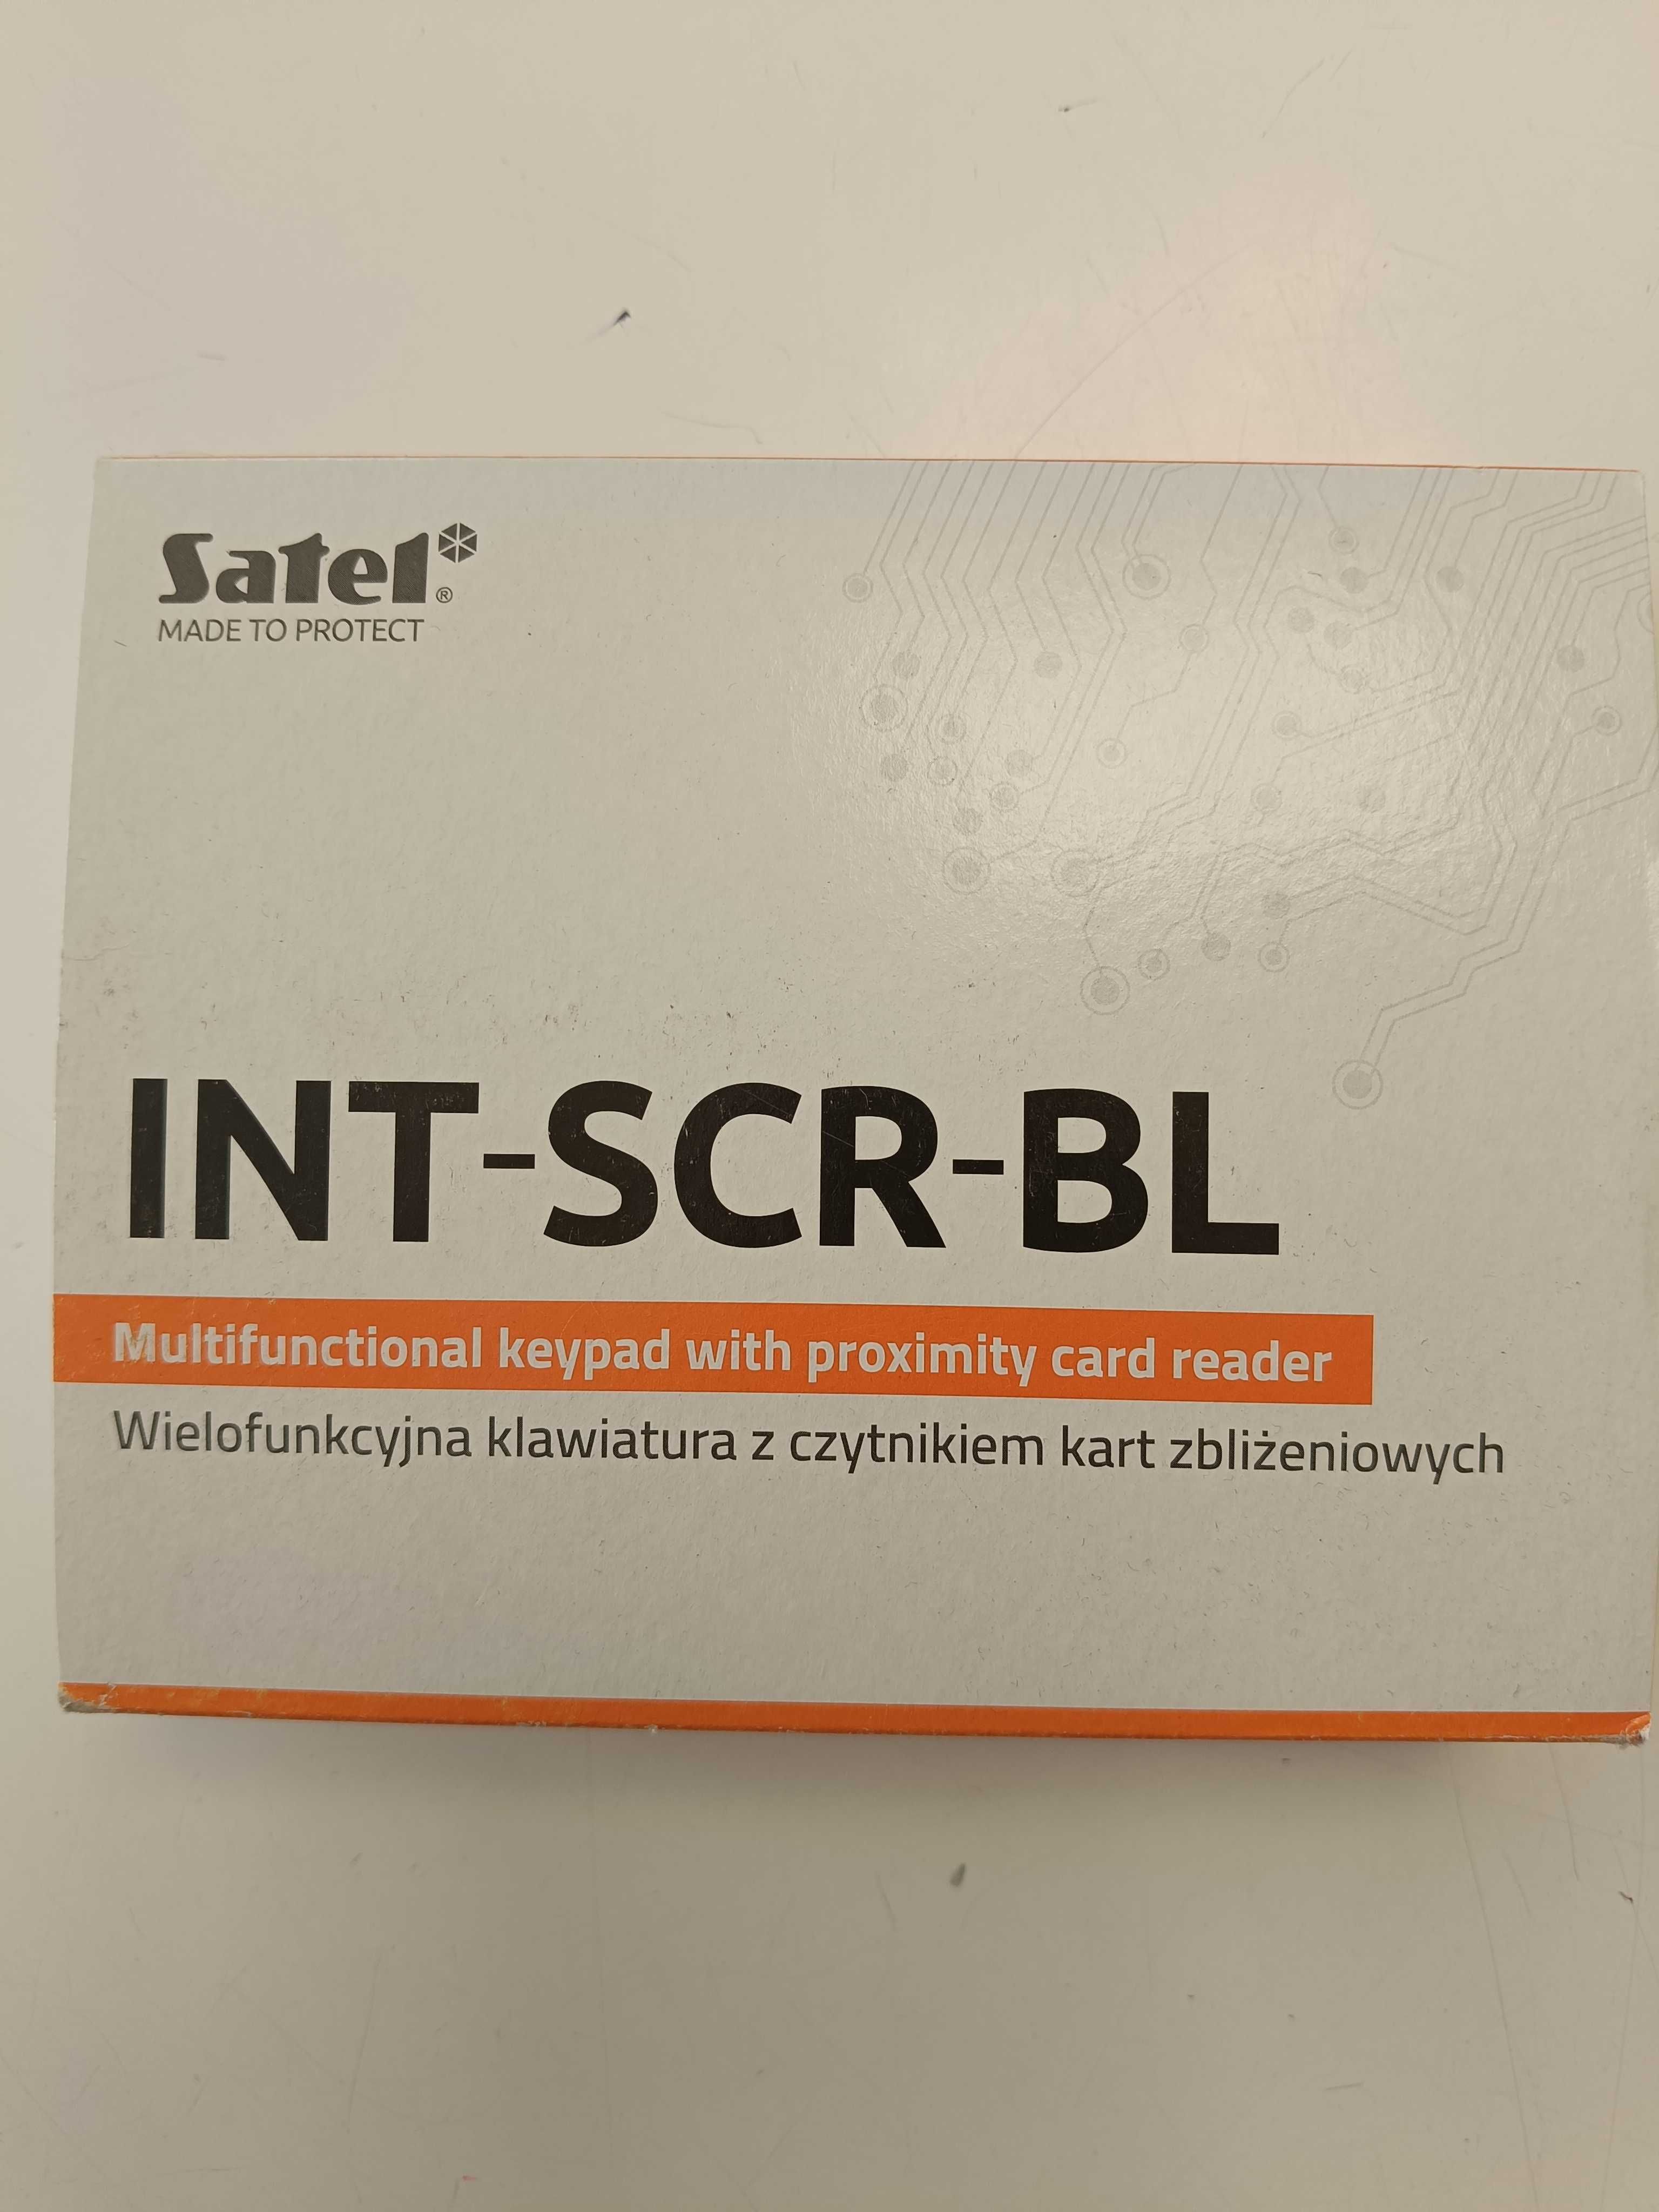 Satel®
MADE TO PROTECT
INT-SCR-BL
Multifunctional keypad with proximity card reader
Wielofunkcyjna klawiatura z czytnikiem kart zbliżeniowych